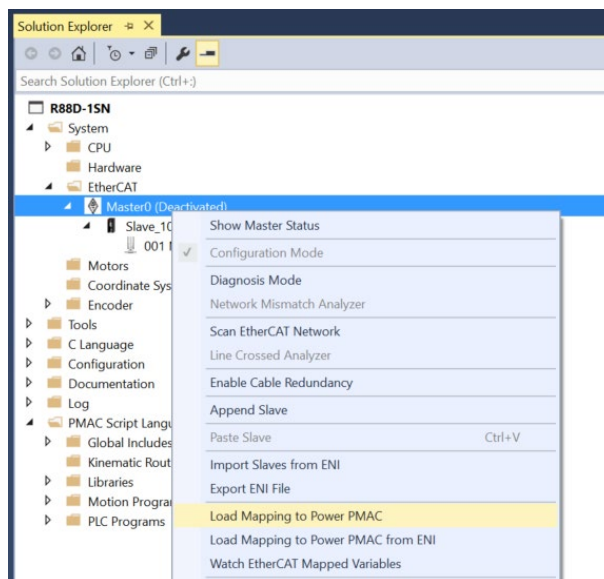 Solution Explorer
Search Solution Explorer (Ctrl+;)
R88D-1SN
System
CPU
Hardware
EtherCAT
Master0 (Deactivated)
Slave_10
001
Motors
Coordinate Sys
Encoder
Tools
C Language
Configuration
Documentation
Log
PMAC Script Langu
Global Includes
Kinematic Rout
Libraries
Motion Progra
PLC Programs
Show Master Status
Configuration Mode
Diagnosis Mode
Network Mismatch Analyzer
Scan EtherCAT Network
Line Crossed Analyzer
Enable Cable Redundancy
Append Slave
Paste Slave Ctrl+V
Import Slaves from ENI
Export ENI File
Load Mapping to Power PMAC
Load Mapping to Power PMAC from ENI
Watch EtherCAT Mapped Variables